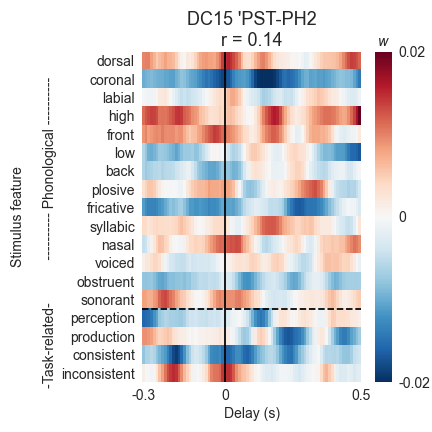 DC15 'PST-PH2
r = 0.14
w
dorsal
coronal
labial
high
front
low
back
plosive
fricative
syllabic
nasal
voiced
obstruent
sonorant
perception
production
consistent
inconsistent
Stimulus feature
-Task-related- ---------- Phonological ----------
-0.3 0 0.5
Delay (s)
0.02
0
-0.02